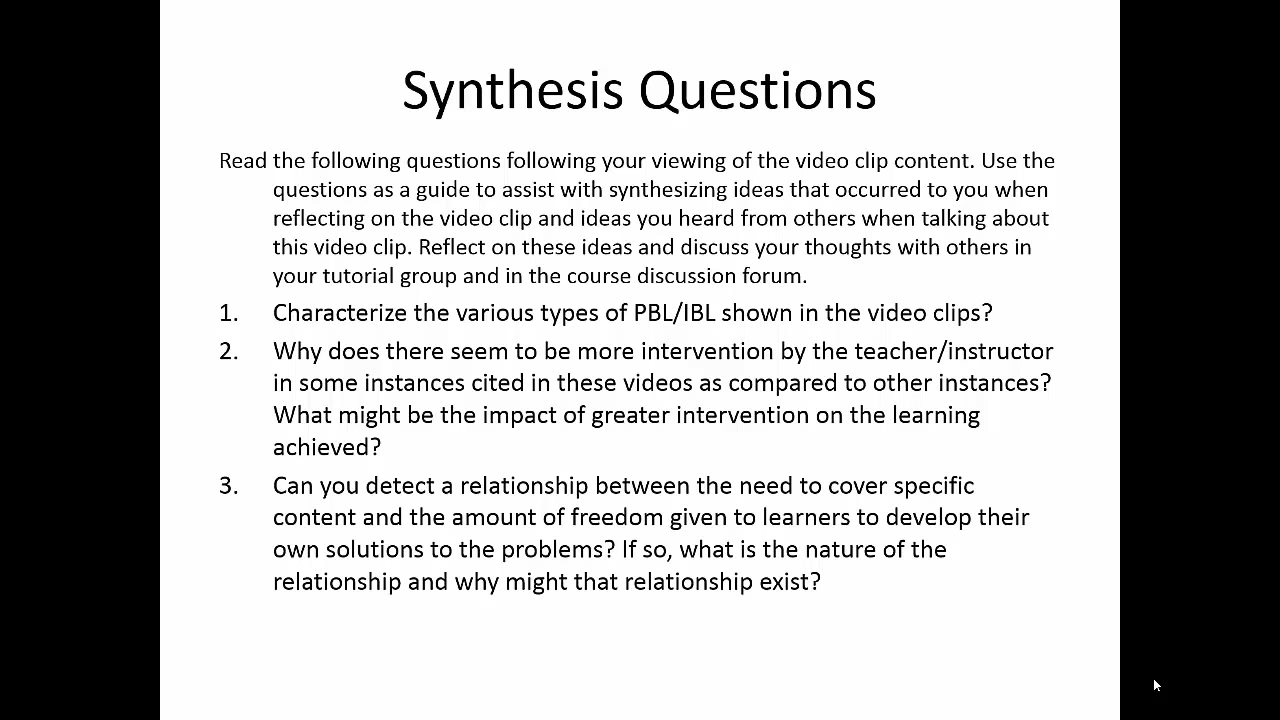 Synthesis Questions
Read the following questions following your viewing of the video clip content. Use the
questions as a guide to assist with synthesizing ideas that occurred to you when
reflecting on the video clip and ideas you heard from others when talking about
this video clip. Reflect on these ideas and discuss your thoughts with others in
your tutorial group and in the course discussion forum.
1. Characterize the various types of PBL/IBL shown in the video clips?
2. Why does there seem to be more intervention by the teacher/instructor
in some instances cited in these videos as compared to other instances?
What might be the impact of greater intervention on the learning
achieved?
3. Can you detect a relationship between the need to cover specific
content and the amount of freedom given to learners to develop their
own solutions to the problems? If so, what is the nature of the
relationship and why might that relationship exist?